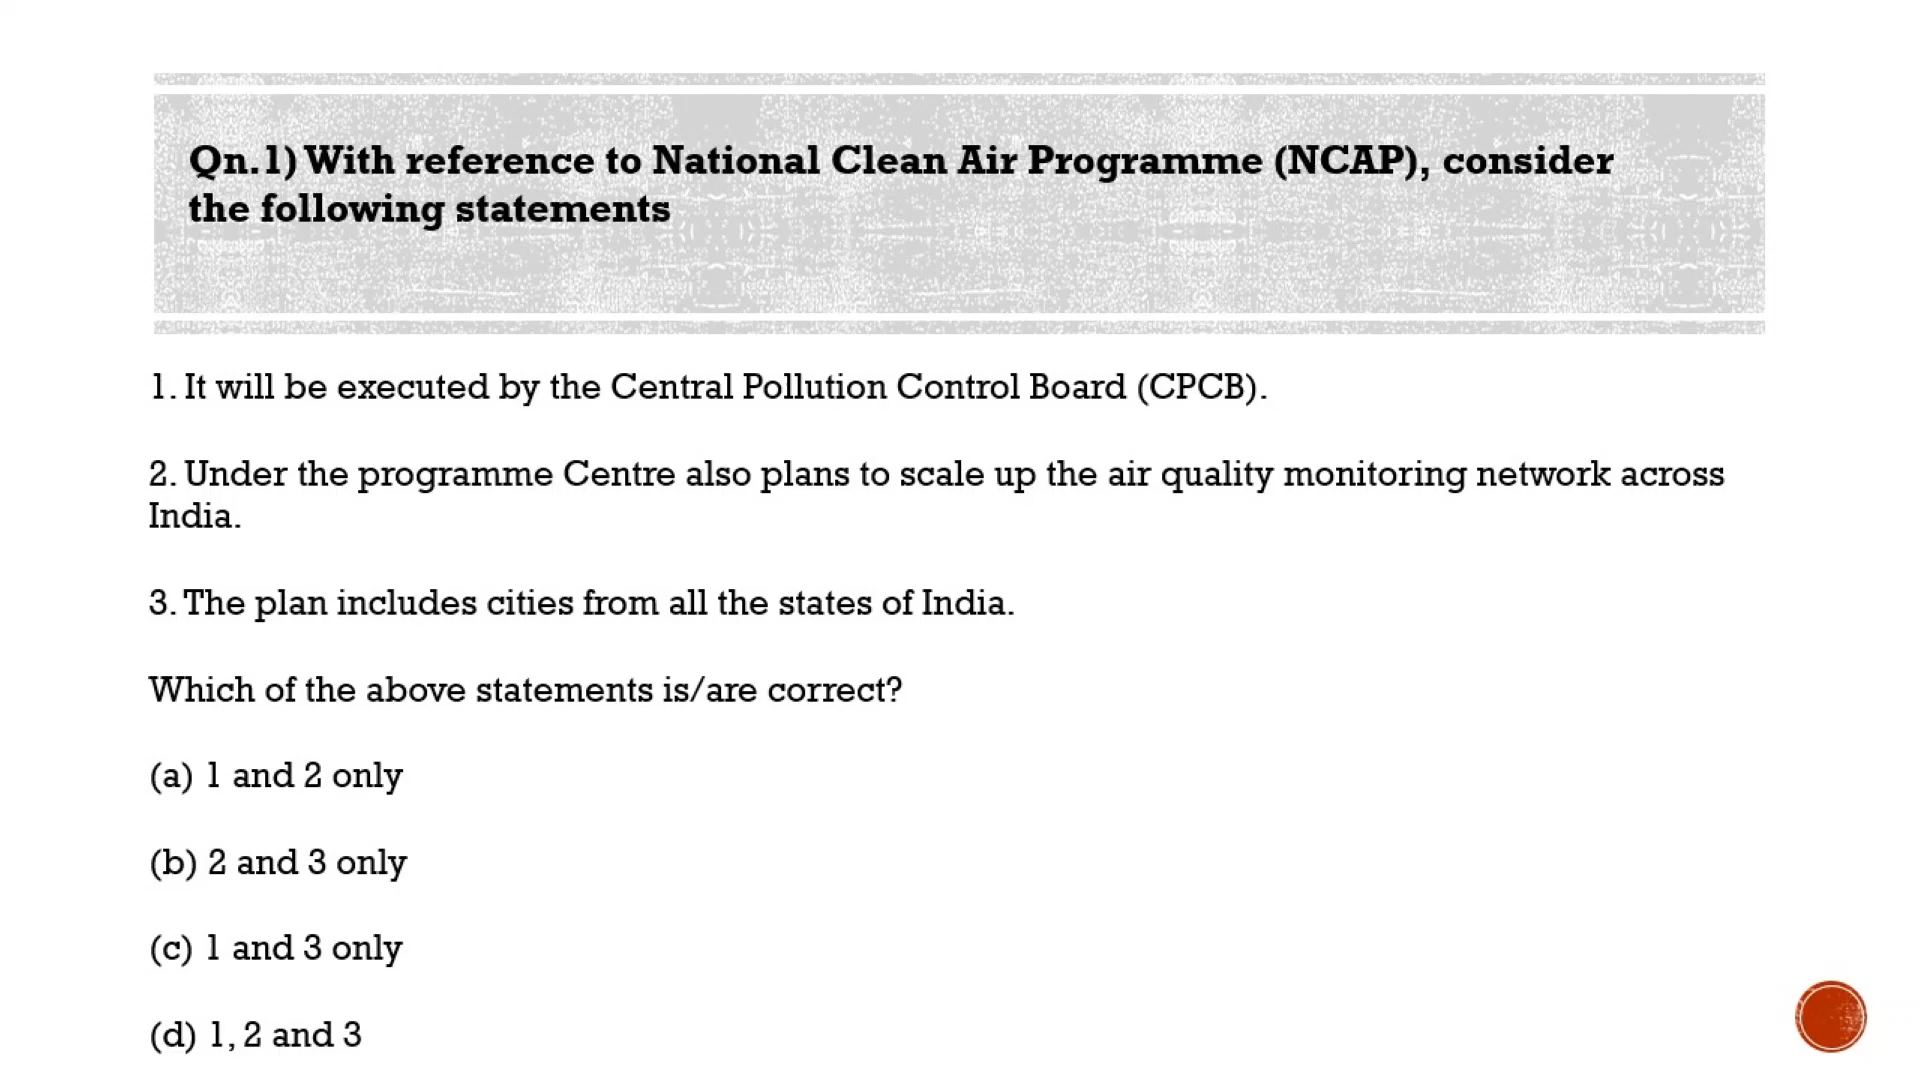 Qn.1) With reference to National Clean Air Programme (NCAP), consider
the following statements
1. It will be executed by the Central Pollution Control Board (CPCB).
2. Under the programme Centre also plans to scale up the air quality monitoring network across
India.
3. The plan includes cities from all the states of India.
Which of the above statements is/are correct?
(a) 1 and 2 only
(b) 2 and 3 only
(c) 1 and 3 only
(d) 1, 2 and 3